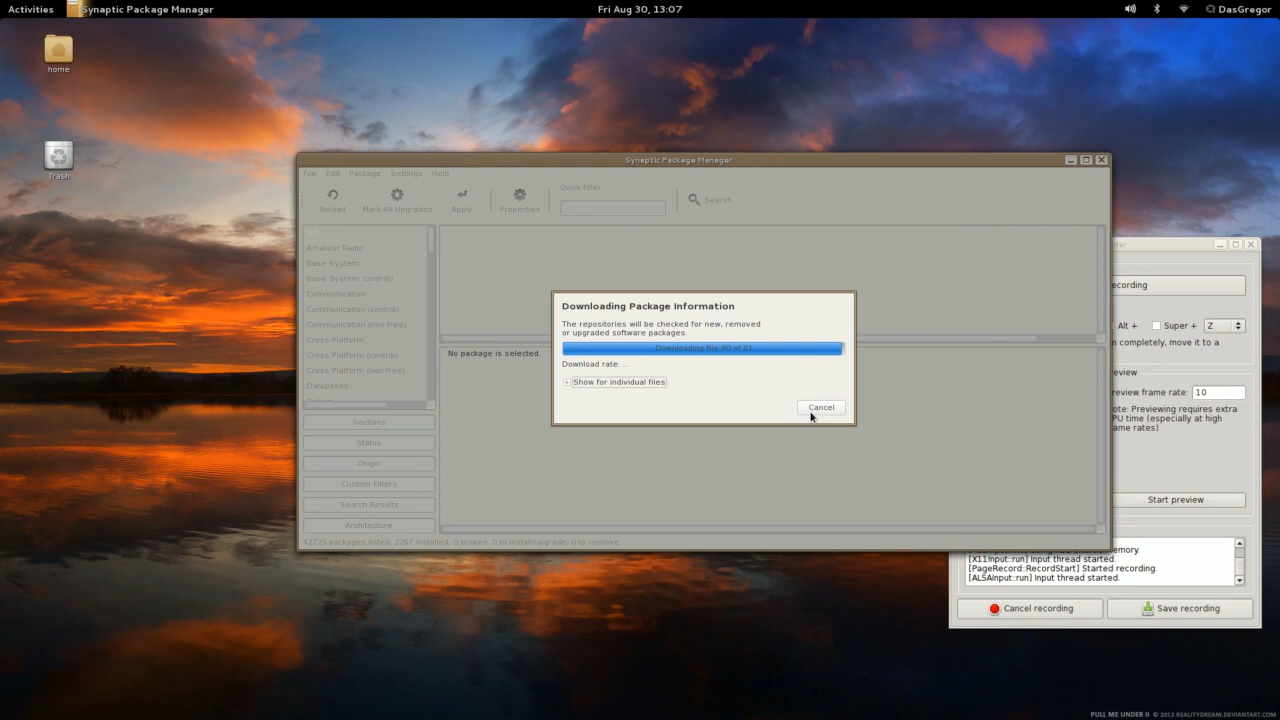 Activities
Synaptic Package Manager
Fri Aug 30, 13:07
DasGregor
home
Trash
Synaptic Package Manager
File Edit Package Settings Help
Reload
Mark All Upgrades
Apply
Properties
Quick filter
Search
All
Amateur Radio
Base System
Base System (contrib)
Communication
Communication (contrib)
Communication (non free)
Cross Platform
Cross Platform (contrib)
Cross Platform (non free)
Databases
Sections
Status
Origin
Custom Filters
Search Results
Architecture
No package is selected.
42725 packages listed, 2267 installed, 0 broken. 0 to install/upgrade, 0 to remove
Downloading Package Information
The repositories will be checked for new, removed
or upgraded software packages.
Downloading file 80 of 81
Download rate: ...
Show for individual files
Cancel
Alt +
Super +
Z
n completely, move it to a
review frame rate:
10
ote: Previewing requires extra
PU time (especially at high
ame rates).
Start preview
[X11Input::run] Input thread started.
[PageRecord::RecordStart] Started recording.
[ALSAInput::run] Input thread started.
Cancel recording
Save recording
PULL ME UNDER II © 2012 REALITYDREAM.DEVIANTART.COM